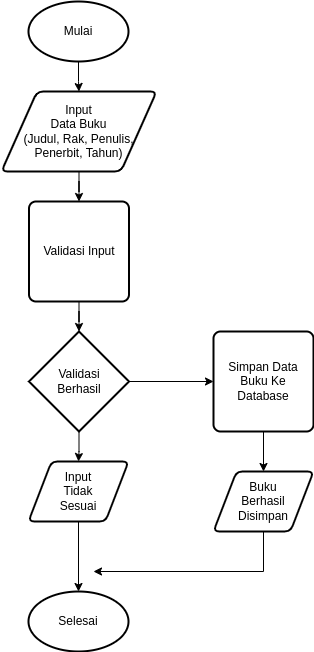 Mulai
Input
Data Buku
(Judul, Rak, Penulis,
Penerbit, Tahun)
Validasi Input
Validasi
Berhasil
Simpan Data
Buku Ke
Database
Input
Tidak
Sesuai
Buku
Berhasil
Disimpan
Selesai